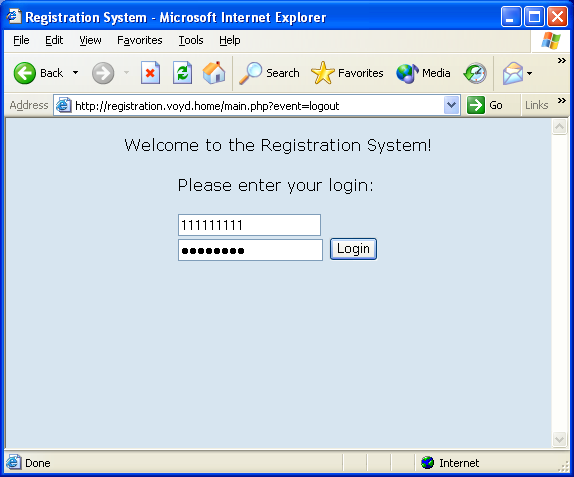 Registration System - Microsoft Internet Explorer
File Edit View Favorites Tools Help »
Back Search Favorites Media »
Address http://registration.voyd.home/main.php?event=logout Go Links »
Welcome to the Registration System!
Please enter your login:
111111111
●●●●●●●● Login
Done Internet